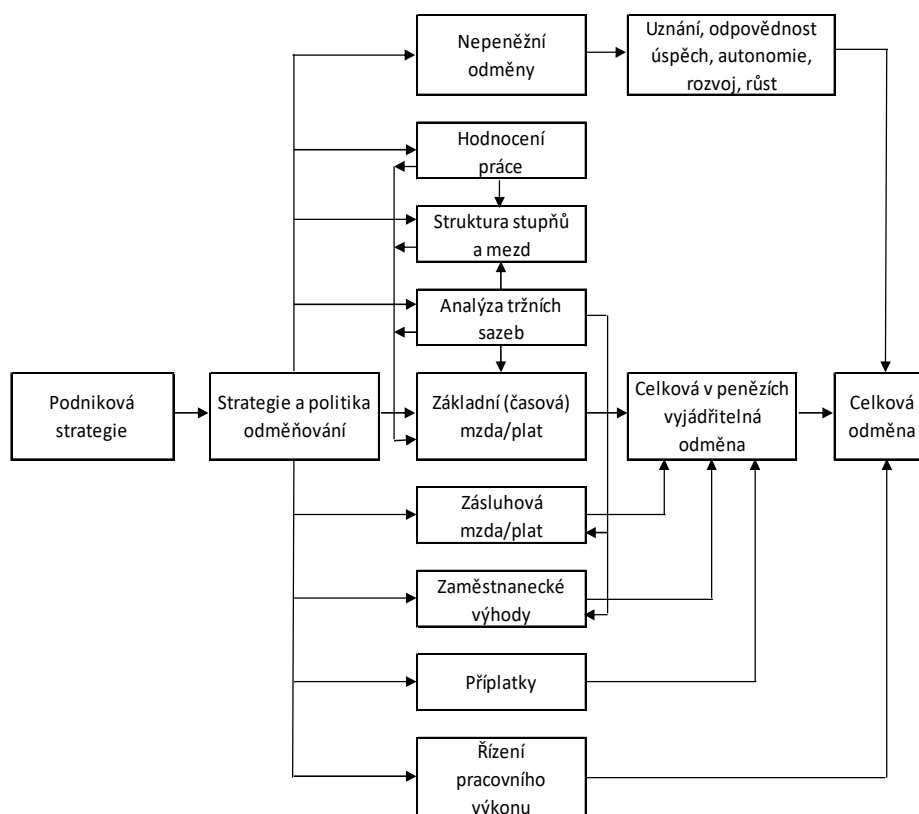 Nepeněžní
odměny
Uznání, odpovědnost
úspěch, autonomie,
rozvoj, růst
Hodnocení
práce
Struktura stupňů
a mezd
Analýza tržních
sazeb
Podniková
strategie
Strategie a politika
odměňování
Základní (časová)
mzda/plat
Celková v penězích
vyjádřitelná
odměna
Celková
odměna
Zásluhová
mzda/plat
Zaměstnanecké
výhody
Příplatky
Řízení
pracovního
výkonu